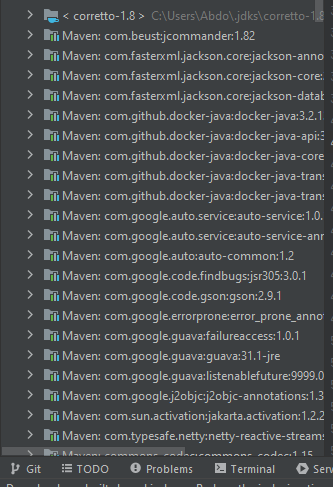 < corretto-1.8 > C:\Users\Abdo\.jdks\corretto-1.8
Maven: com.beust:jcommander:1.82
Maven: com.fasterxml.jackson.core:jackson-anno
Maven: com.fasterxml.jackson.core:jackson-core:
Maven: com.fasterxml.jackson.core:jackson-datab
Maven: com.github.docker-java:docker-java:3.2.1
Maven: com.github.docker-java:docker-java-api:3
Maven: com.github.docker-java:docker-java-core
Maven: com.github.docker-java:docker-java-trans
Maven: com.github.docker-java:docker-java-trans
Maven: com.google.auto.service:auto-service:1.0.
Maven: com.google.auto.service:auto-service-ann
Maven: com.google.auto:auto-common:1.2
Maven: com.google.code.findbugs:jsr305:3.0.1
Maven: com.google.code.gson:gson:2.9.1
Maven: com.google.errorprone:error_prone_annot
Maven: com.google.guava:failureaccess:1.0.1
Maven: com.google.guava:guava:31.1-jre
Maven: com.google.guava:listenablefuture:9999.0
Maven: com.google.j2objc:j2objc-annotations:1.3
Maven: com.sun.activation:jakarta.activation:1.2.2
Maven: com.typesafe.netty:netty-reactive-streams
Maven: commons-codec:commons-codec:1.15
Git TODO Problems Terminal Serv